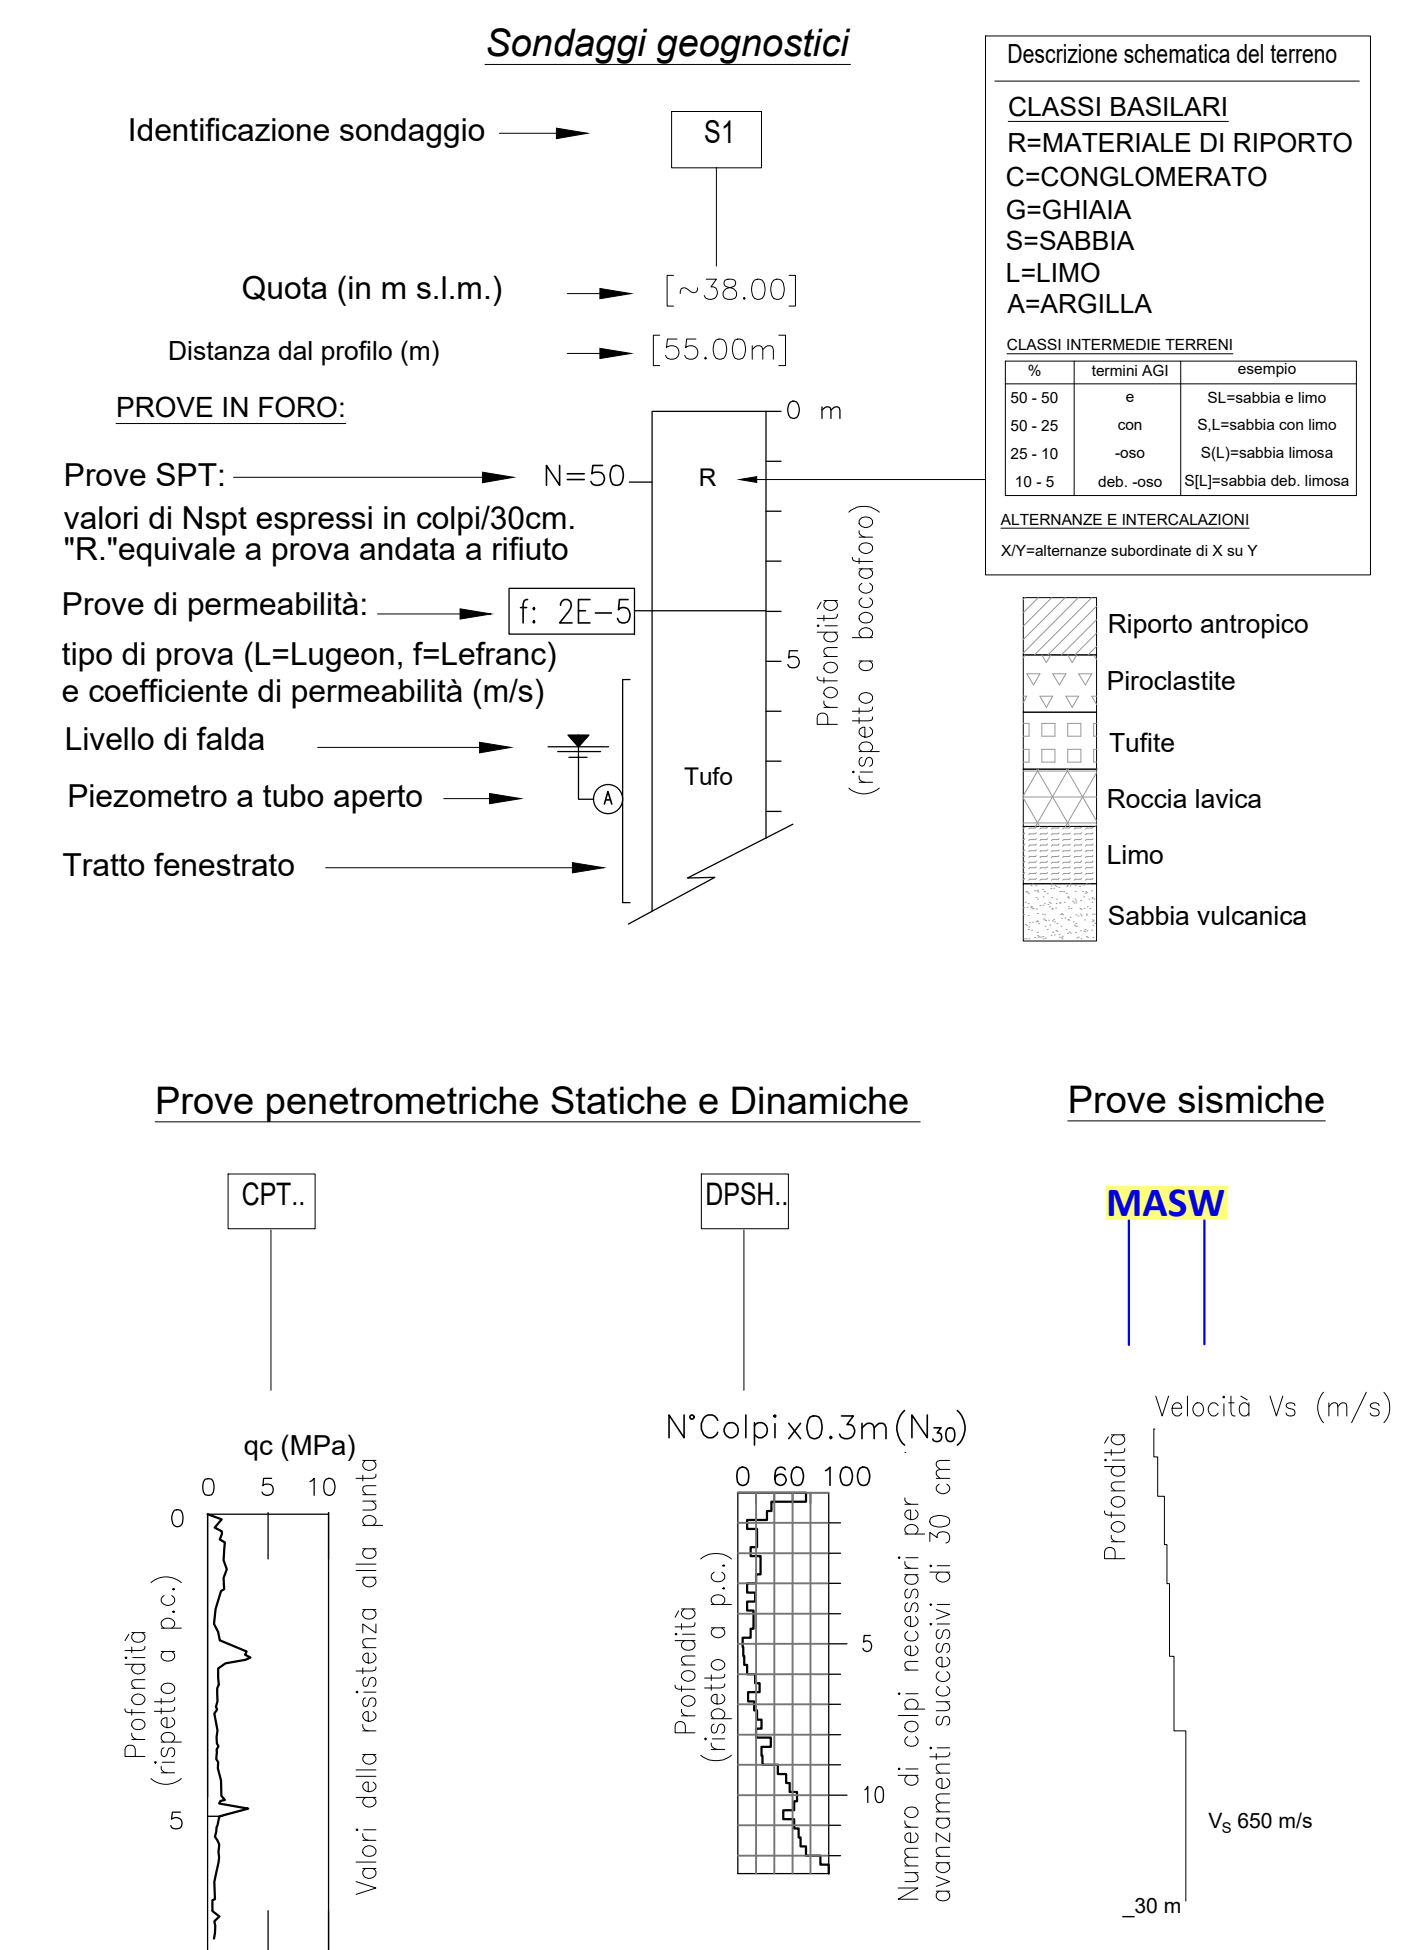 Sondaggi geognostici
Identificazione sondaggio
S1
Quota (in m s.l.m.)
[~38.00]
Distanza dal profilo (m)
[55.00m]
PROVE IN FORO:
0 m
Prove SPT:
N=50
R
valori di Nspt espressi in colpi/30cm.
"R."equivale a prova andata a rifiuto
Prove di permeabilità:
f: 2E-5
tipo di prova (L=Lugeon, f=Lefranc)
e coefficiente di permeabilità (m/s)
5
Profondità
(rispetto a boccaforo)
Livello di falda
Tufo
Piezometro a tubo aperto
A
Tratto fenestrato
Descrizione schematica del terreno
CLASSI BASILARI
R=MATERIALE DI RIPORTO
C=CONGLOMERATO
G=GHIAIA
S=SABBIA
L=LIMO
A=ARGILLA
CLASSI INTERMEDIE TERRENI
% termini AGI esempio
50 - 50 e SL=sabbia e limo
50 - 25 con S,L=sabbia con limo
25 - 10 -oso S(L)=sabbia limosa
10 - 5 deb. -oso S[L]=sabbia deb. limosa
ALTERNANZE E INTERCALAZIONI
X/Y=alternanze subordinate di X su Y
Riporto antropico
Piroclastite
Tufite
Roccia lavica
Limo
Sabbia vulcanica
Prove penetrometriche Statiche e Dinamiche
CPT..
qc (MPa)
0 5 10
0
5
Profondità
(rispetto a p.c.)
Valori della resistenza alla punta
DPSH..
N°Colpi x0.3m(N30)
0 60 100
5
10
Profondità
(rispetto a p.c.)
Numero di colpi necessari per
avanzamenti successivi di 30 cm
Prove sismiche
MASW
Velocità Vs (m/s)
Profondità
VS 650 m/s
_30 m